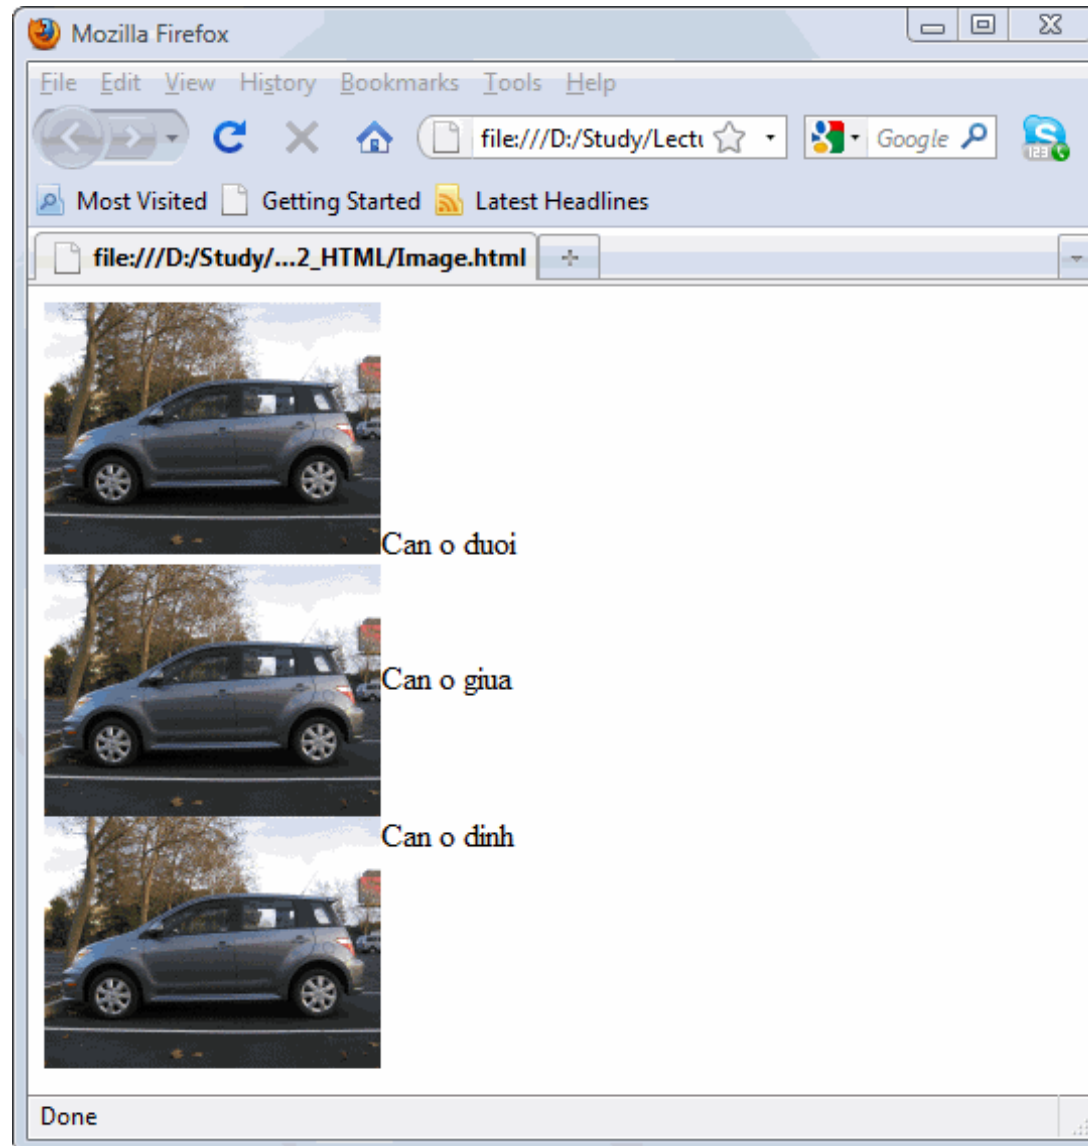 Mozilla Firefox
File Edit View History Bookmarks Tools Help
file:///D:/Study/Lectu Google 123
Most Visited Getting Started Latest Headlines
file:///D:/Study/...2_HTML/Image.html
Can o duoi
Can o giua
Can o dinh
Done